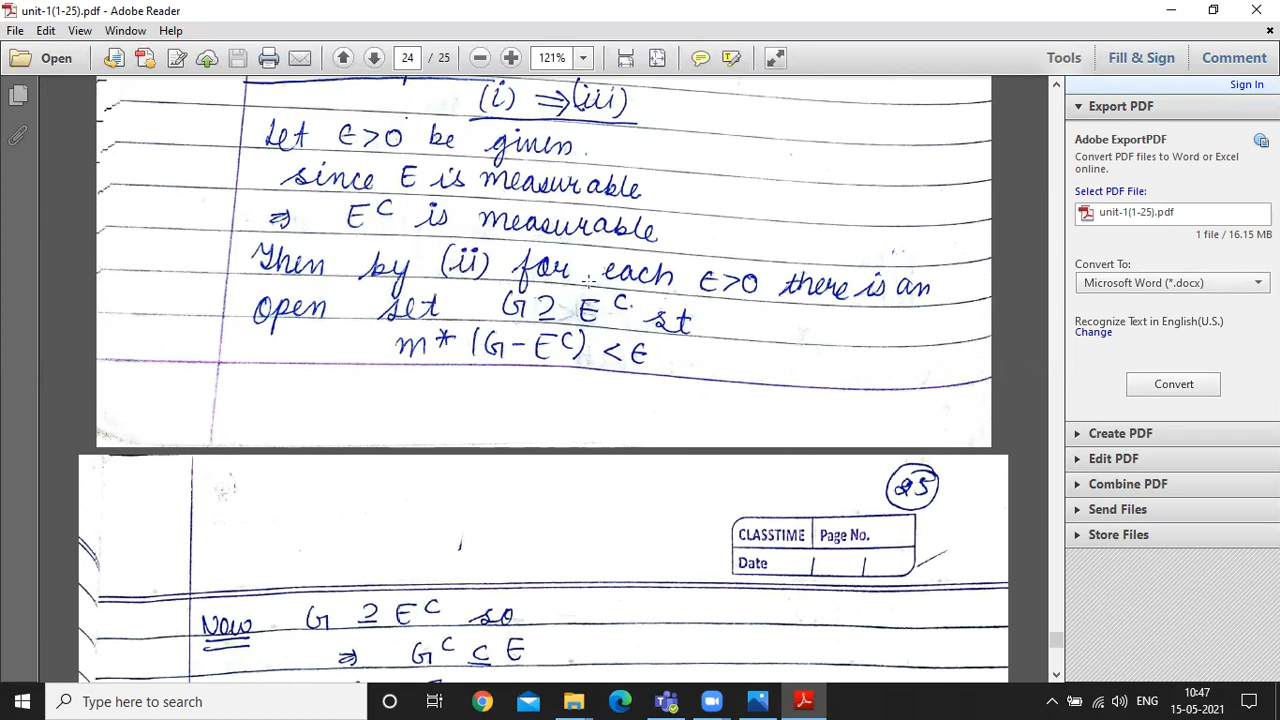 unit-1(1-25).pdf - Adobe Reader
File Edit View Window Help
Open 24 / 25 121% Tools Fill & Sign Comment
Sign In
(i) ⇒ (iii)
Let ϵ>0 be given.
since E is measurable
⇒ E^C is measurable
Then by (ii) for each ϵ>0 there is an
open set G ⊇ E^C st
m* (G - E^C) < ϵ
25
CLASSTIME Page No.
Date
Now G ⊇ E^C so
⇒ G^C ⊆ E
Export PDF
Adobe ExportPDF
Convert PDF files to Word or Excel
online.
Select PDF File:
unit-1(1-25).pdf
1 file / 16.15 MB
Convert To:
Microsoft Word (*.docx)
Recognize Text in English(U.S.)
Change
Convert
Create PDF
Edit PDF
Combine PDF
Send Files
Store Files
Type here to search
ENG
10:47
15-05-2021